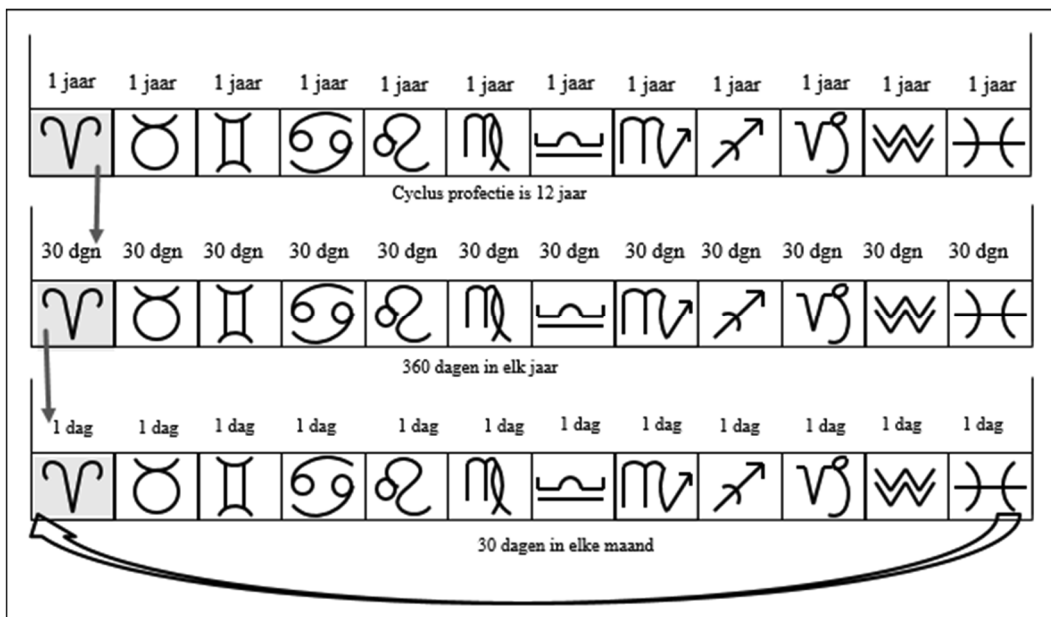 1 jaar 1 jaar 1 jaar 1 jaar 1 jaar 1 jaar 1 jaar 1 jaar 1 jaar 1 jaar 1 jaar 1 jaar
♈ ♉ ♊ ♋ ♌ ♍ ♎ ♏ ♐ ♑ ♒ ♓
Cyclus profectie is 12 jaar
30 dgn 30 dgn 30 dgn 30 dgn 30 dgn 30 dgn 30 dgn 30 dgn 30 dgn 30 dgn 30 dgn 30 dgn
♈ ♉ ♊ ♋ ♌ ♍ ♎ ♏ ♐ ♑ ♒ ♓
360 dagen in elk jaar
1 dag 1 dag 1 dag 1 dag 1 dag 1 dag 1 dag 1 dag 1 dag 1 dag 1 dag 1 dag
♈ ♉ ♊ ♋ ♌ ♍ ♎ ♏ ♐ ♑ ♒ ♓
30 dagen in elke maand